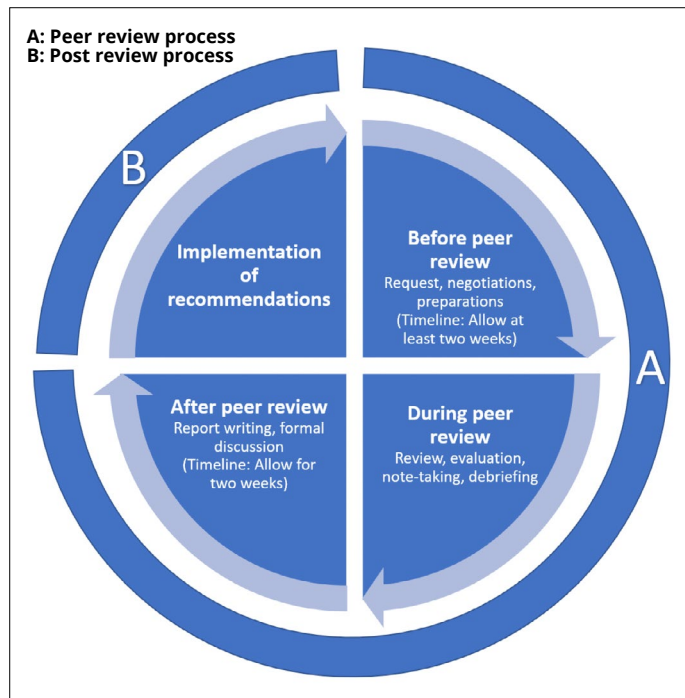 A: Peer review process
B: Post review process
B
Implementation
of
recommendations
Before peer
review
Request, negotiations,
preparations
(Timeline: Allow at
least two weeks)
A
After peer review
Report writing, formal
discussion
(Timeline: Allow for
two weeks)
During peer
review
Review, evaluation,
note-taking, debriefing